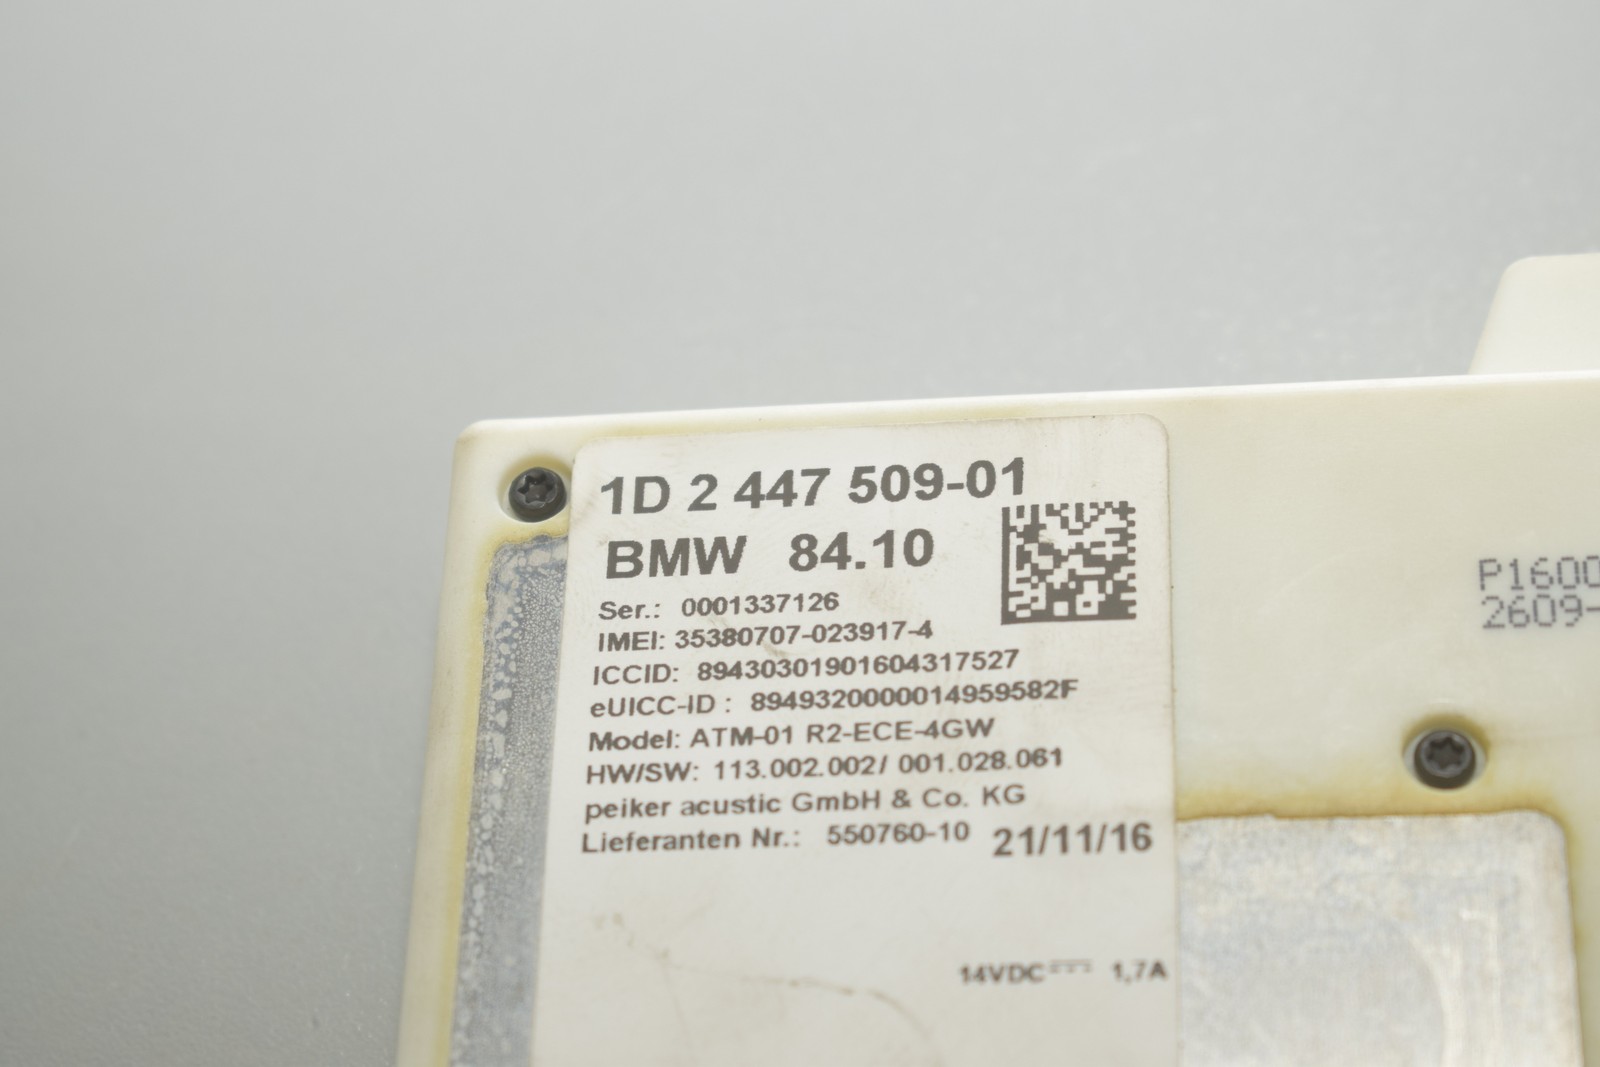 1D 2 447 509-01
BMW 84.10
Ser.: 0001337126
IMEI: 35380707-023917-4
ICCID: 89430301901604317527
eUICC-ID : 8949320000014959582F
Model: ATM-01 R2-ECE-4GW
HW/SW: 113.002.002/ 001.028.061
peiker acustic GmbH & Co. KG
Lieferanten Nr.: 550760-10 21/11/16
14VDC⎓ 1,7A
P1600
2609-